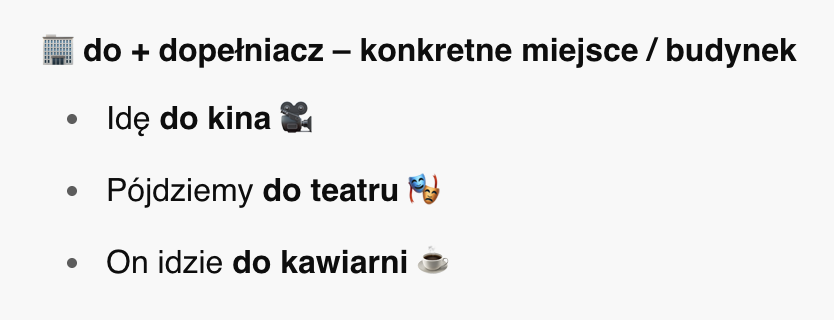 🏢 do + dopełniacz – konkretne miejsce / budynek
• Idę do kina 🎥
• Pójdziemy do teatru 🎭
• On idzie do kawiarni ☕